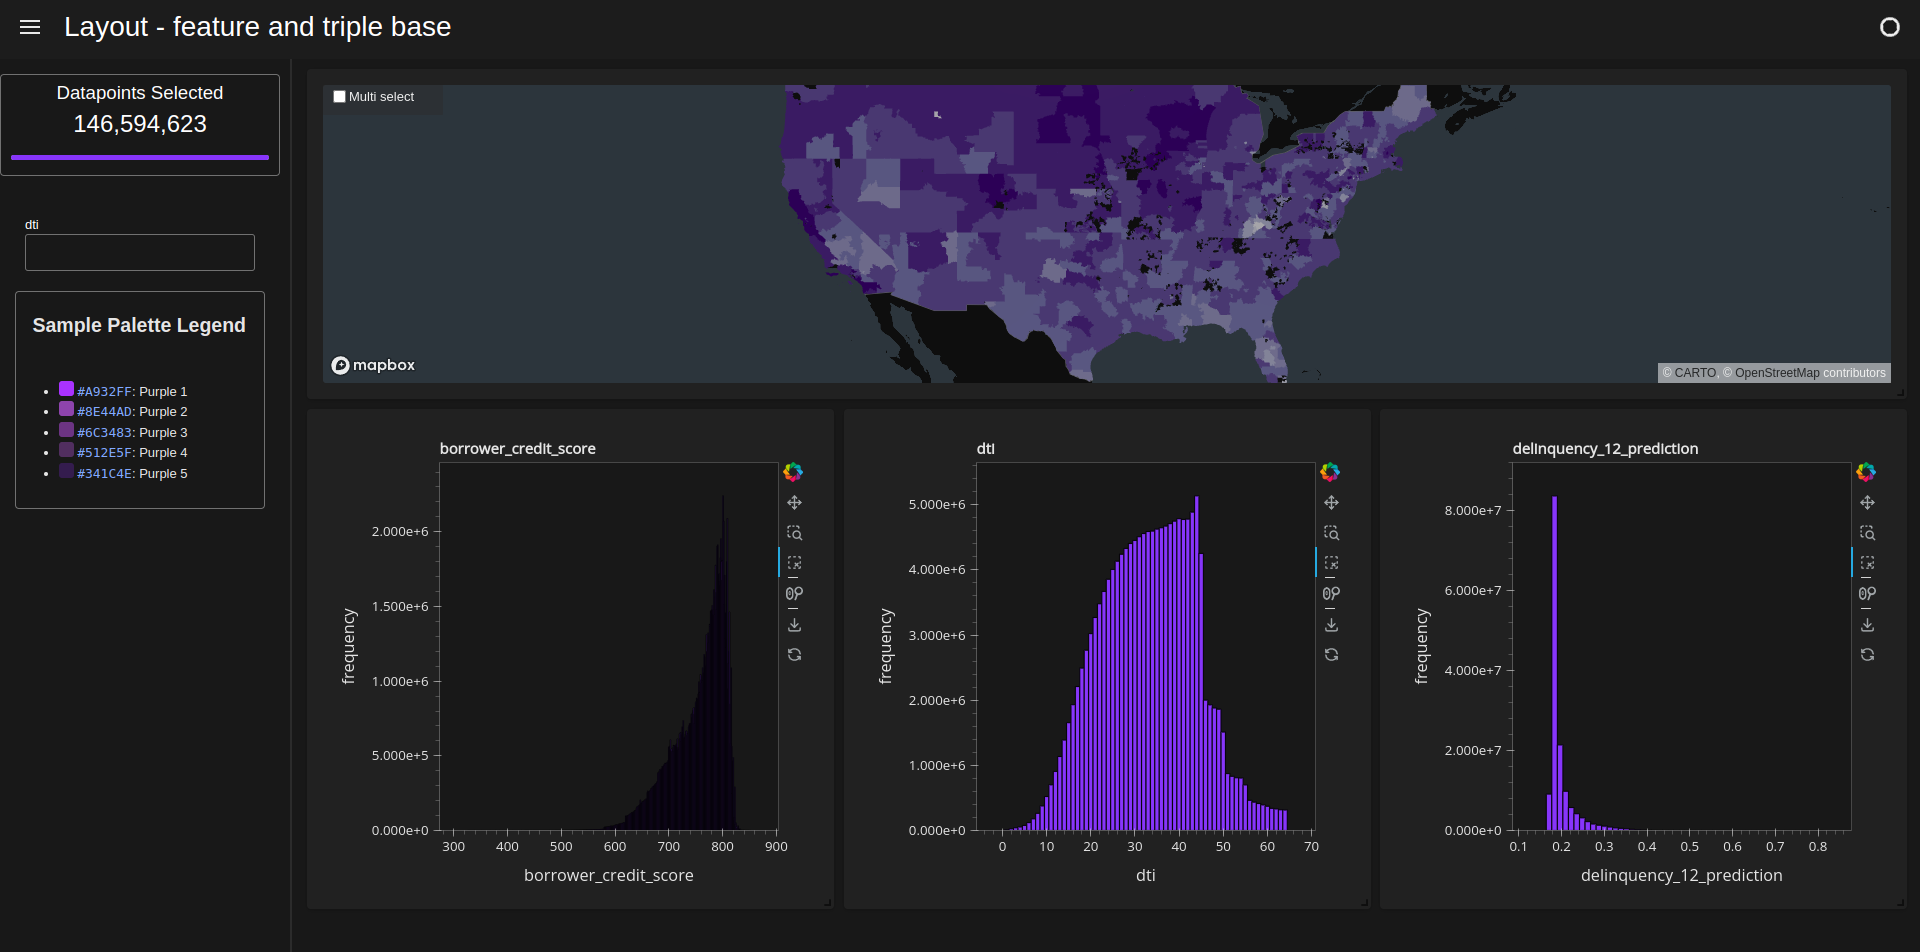 Layout - feature and triple base
Datapoints Selected
146,594,623
dti
Sample Palette Legend
#A932FF: Purple 1
#8E44AD: Purple 2
#6C3483: Purple 3
#512E5F: Purple 4
#341C4E: Purple 5
Multi select
mapbox
© CARTO, © OpenStreetMap contributors
borrower_credit_score
frequency
2.000e+6
1.500e+6
1.000e+6
5.000e+5
0.000e+0
300 400 500 600 700 800 900
borrower_credit_score
dti
frequency
5.000e+6
4.000e+6
3.000e+6
2.000e+6
1.000e+6
0.000e+0
0 10 20 30 40 50 60 70
dti
delinquency_12_prediction
frequency
8.000e+7
6.000e+7
4.000e+7
2.000e+7
0.000e+0
0.1 0.2 0.3 0.4 0.5 0.6 0.7 0.8
delinquency_12_prediction